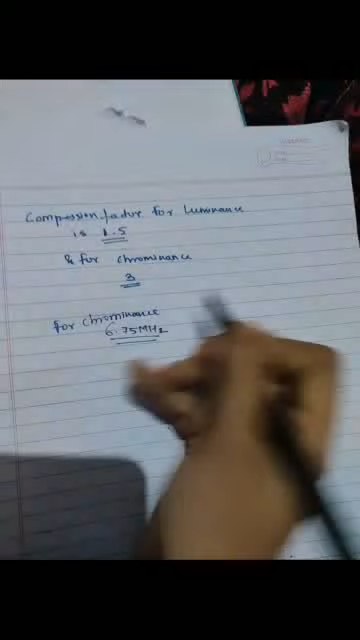 Compression factor for Luminance
is 1.5
& for chrominance
3
for chrominance
6.75MHz